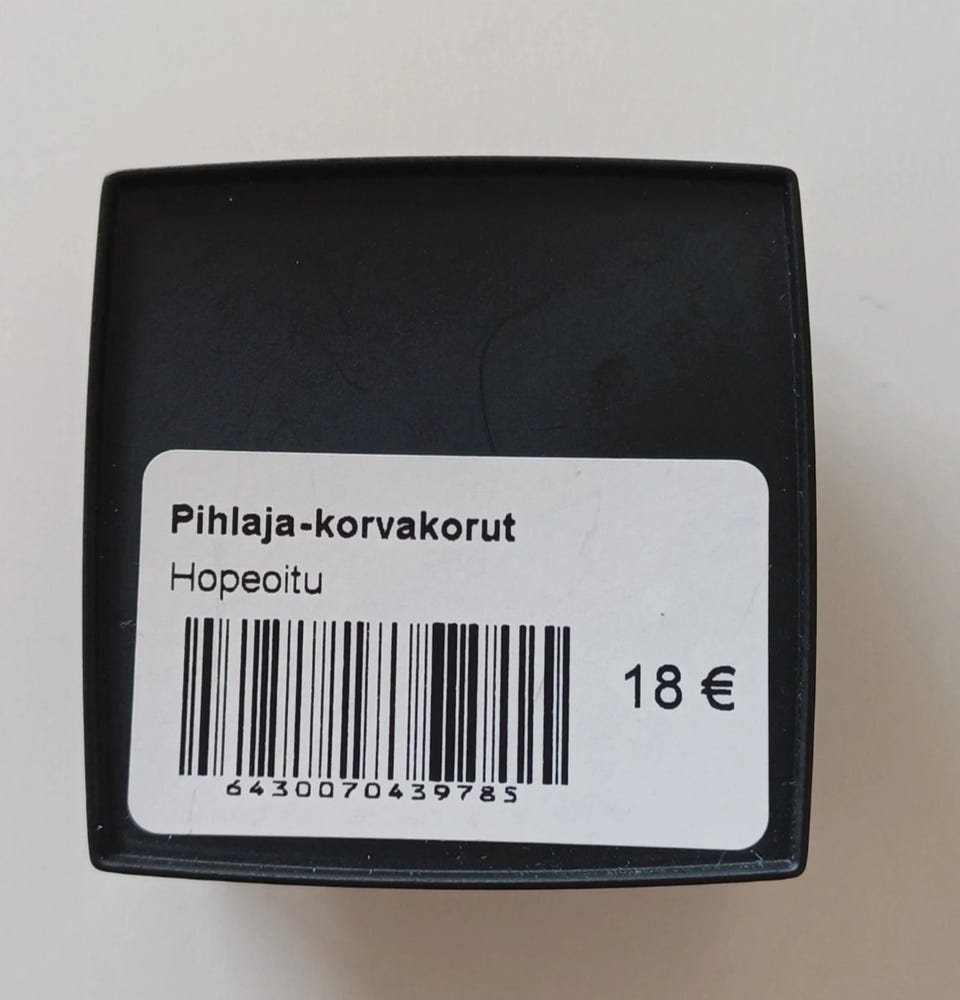 Pihlaja-korvakorut
Hopeoitu
18 €
6430070439785